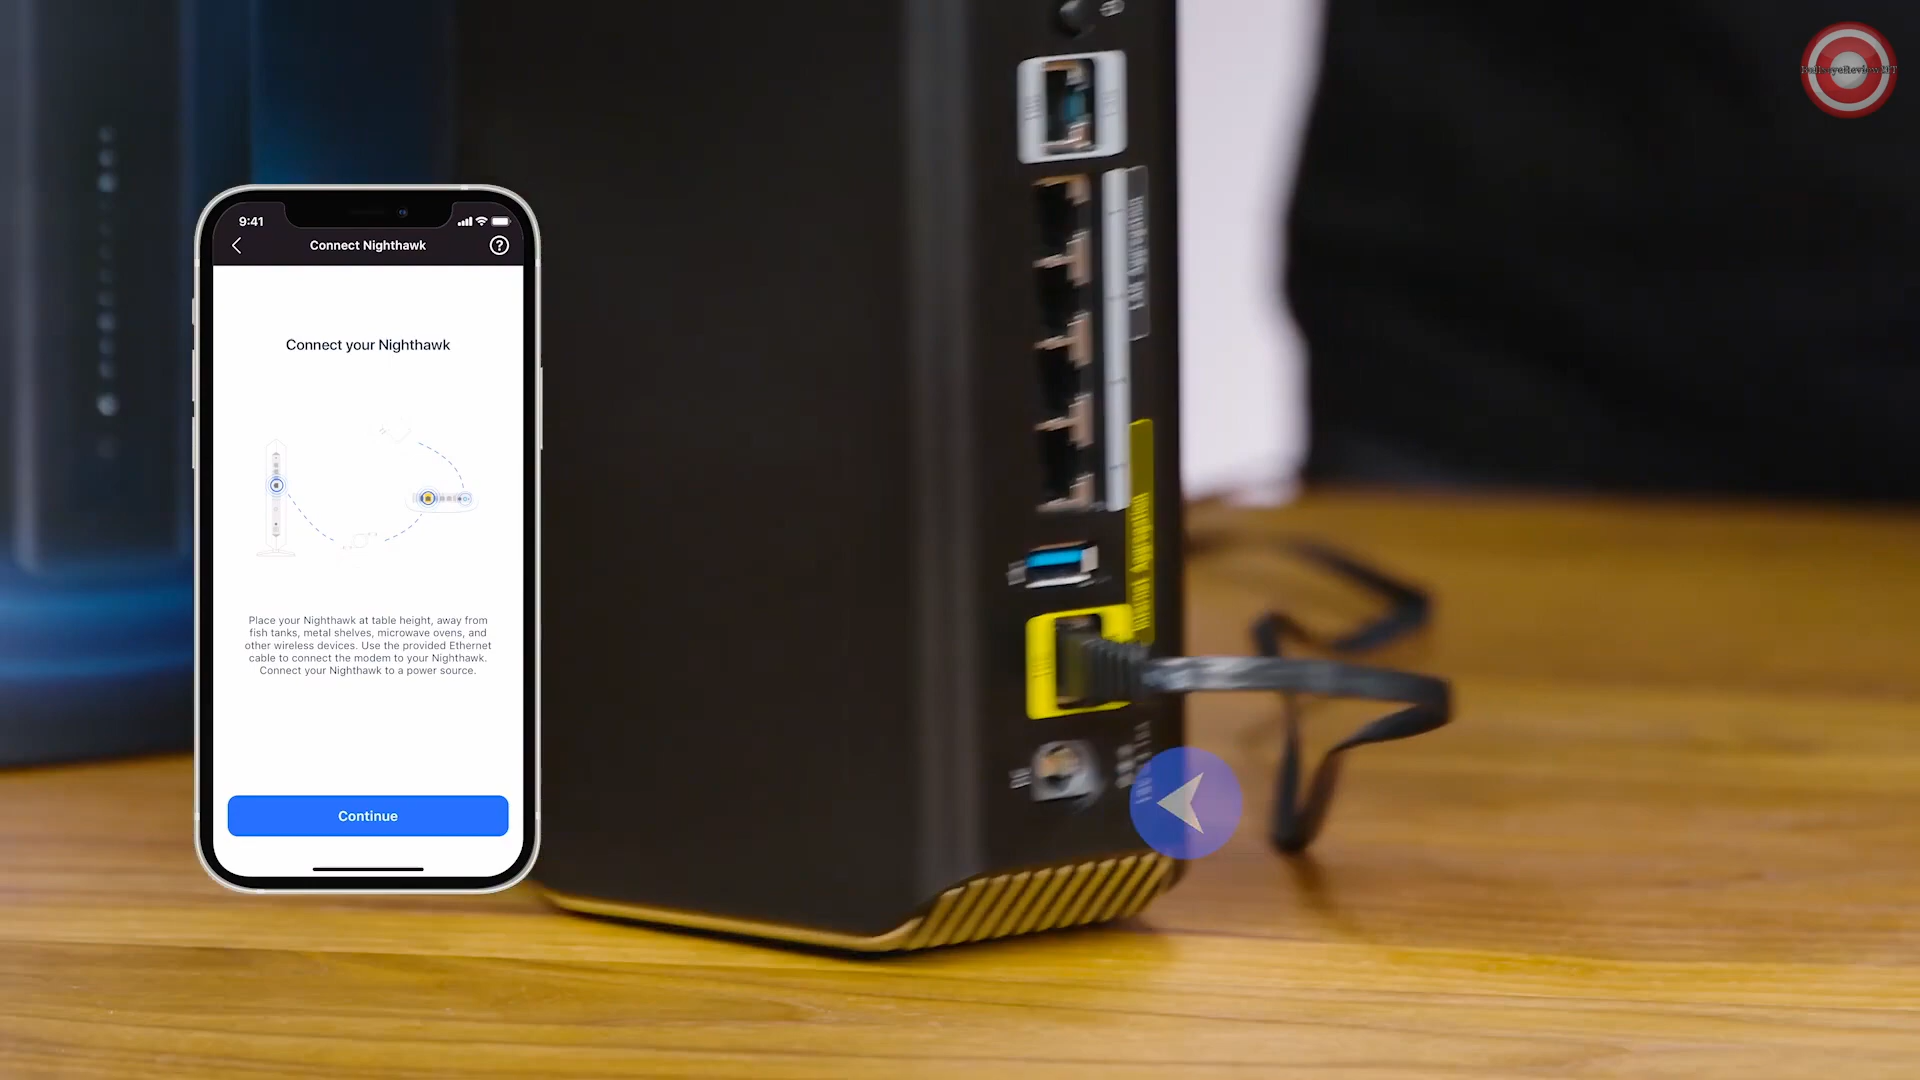 9:41
Connect Nighthawk
?
Connect your Nighthawk
Place your Nighthawk at table height, away from
fish tanks, metal shelves, microwave ovens, and
other wireless devices. Use the provided Ethernet
cable to connect the modem to your Nighthawk.
Connect your Nighthawk to a power source.
Continue